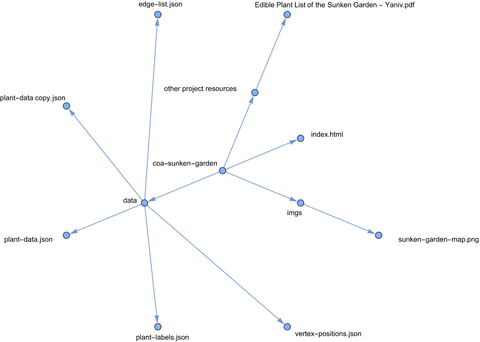 edge-list.json
Edible Plant List of the Sunken Garden - Yaniv.pdf
other project resources
plant-data copy.json
index.html
coa-sunken-garden
data
imgs
plant-data.json
sunken-garden-map.png
plant-labels.json
vertex-positions.json